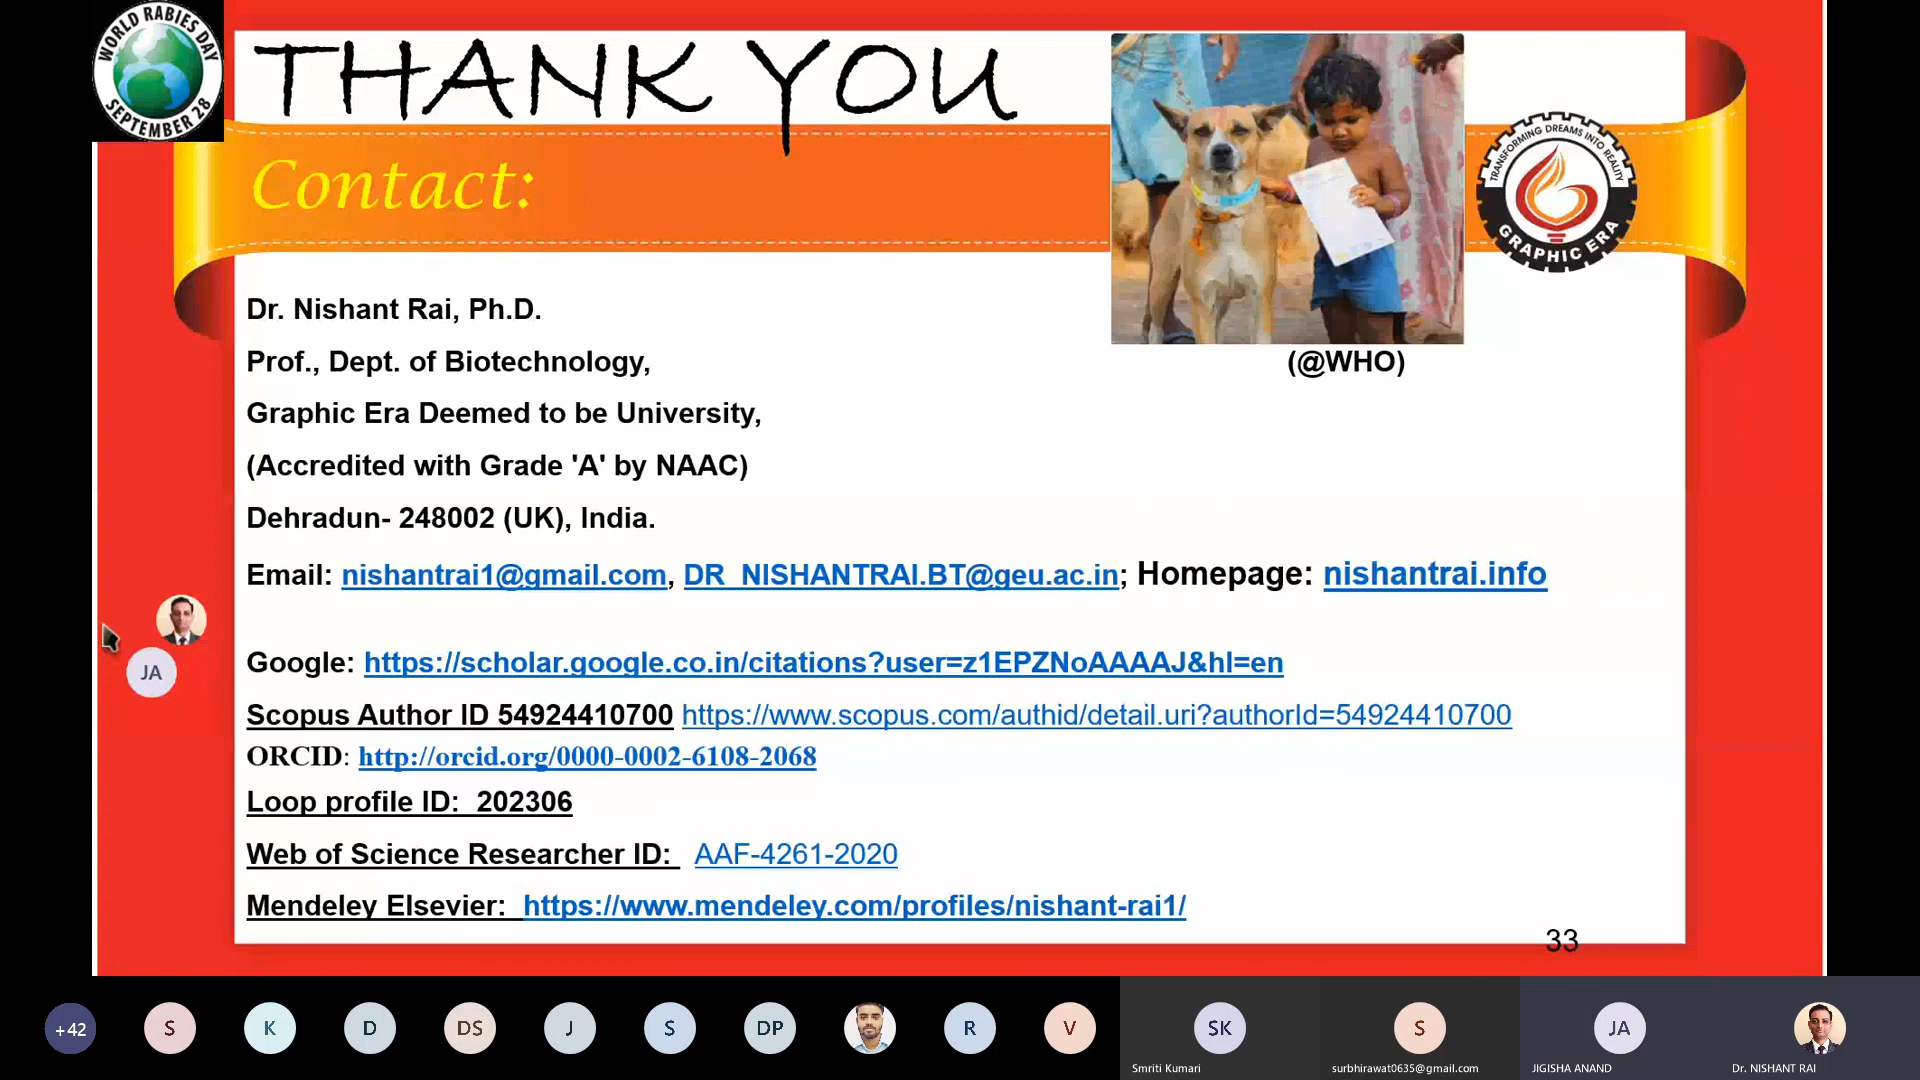 WORLD RABIES DAY
SEPTEMBER 28
THANK YOU
Contact:
TRANSFORMING DREAMS INTO REALITY
GRAPHIC ERA
Dr. Nishant Rai, Ph.D.
Prof., Dept. of Biotechnology,
(@WHO)
Graphic Era Deemed to be University,
(Accredited with Grade 'A' by NAAC)
Dehradun- 248002 (UK), India.
Email: nishantrai1@gmail.com, DR_NISHANTRAI.BT@geu.ac.in; Homepage: nishantrai.info
JA
Google: https://scholar.google.co.in/citations?user=z1EPZNoAAAAJ&hl=en
Scopus Author ID 54924410700 https://www.scopus.com/authid/detail.uri?authorId=54924410700
ORCID: http://orcid.org/0000-0002-6108-2068
Loop profile ID: 202306
Web of Science Researcher ID: AAF-4261-2020
Mendeley Elsevier: https://www.mendeley.com/profiles/nishant-rai1/
33
+42 S K D DS J S DP R V SK S JA
Smriti Kumari surbhirawat0635@gmail.com JIGISHA ANAND Dr. NISHANT RAI